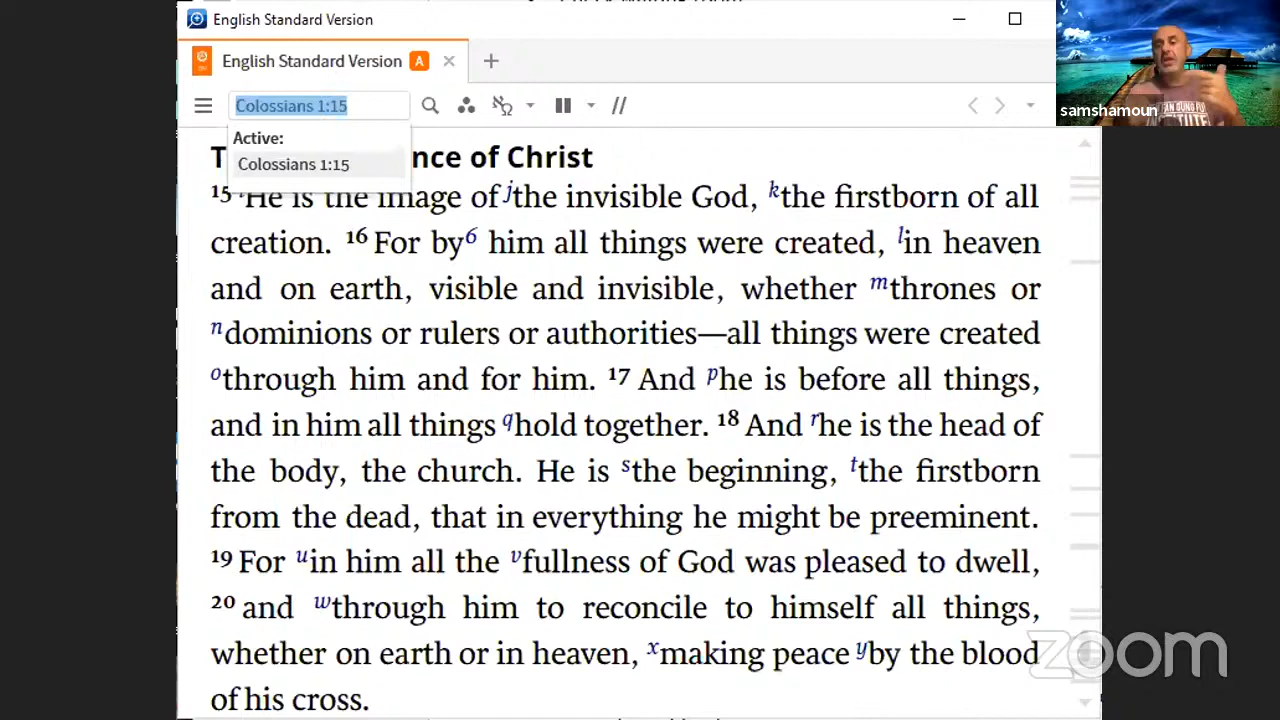 English Standard Version
English Standard Version A
Colossians 1:15
Active:
Colossians 1:15
samshamoun
nce of Christ
15 He is the image of j the invisible God, k the firstborn of all
creation. 16 For by6 him all things were created, l in heaven
and on earth, visible and invisible, whether m thrones or
n dominions or rulers or authorities—all things were created
o through him and for him. 17 And p he is before all things,
and in him all things q hold together. 18 And r he is the head of
the body, the church. He is s the beginning, t the firstborn
from the dead, that in everything he might be preeminent.
19 For u in him all the v fullness of God was pleased to dwell,
20 and w through him to reconcile to himself all things,
whether on earth or in heaven, x making peace y by the blood
of his cross.
zoom